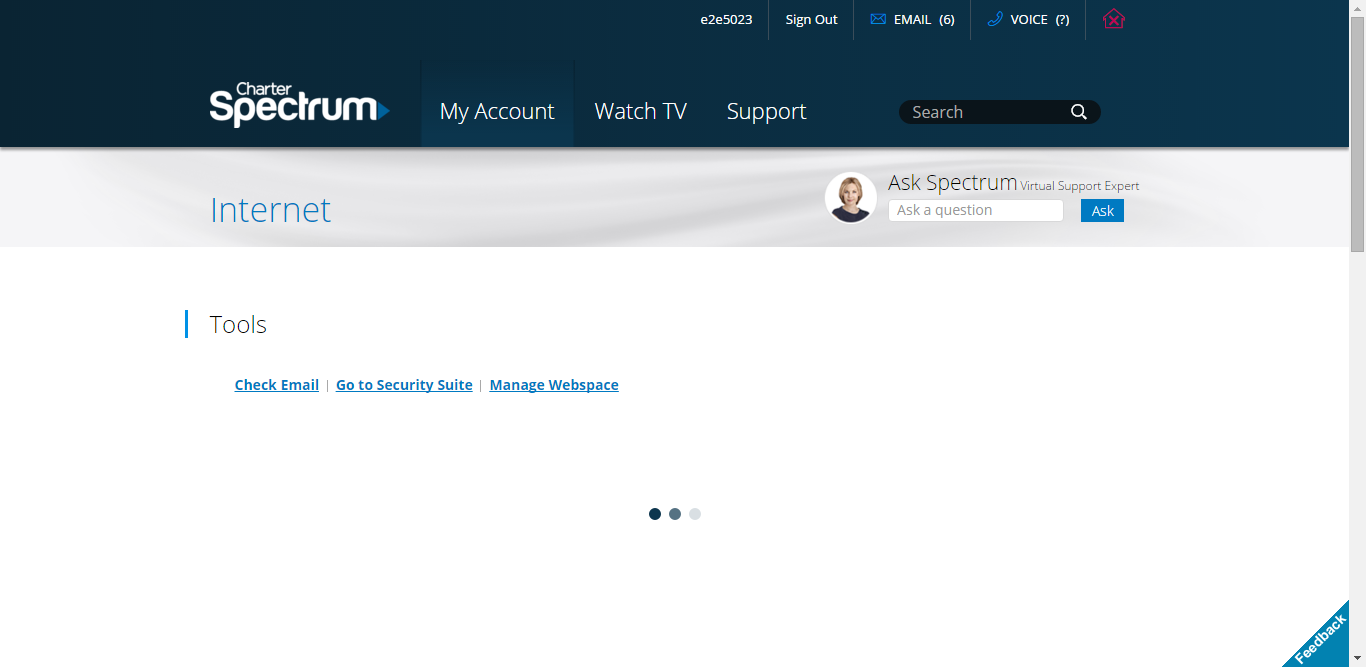 e2e5023 Sign Out EMAIL (6) VOICE (?)
Charter
Spectrum
My Account Watch TV Support Search
Internet
Ask Spectrum Virtual Support Expert
Ask a question Ask
Tools
Check Email | Go to Security Suite | Manage Webspace
Feedback